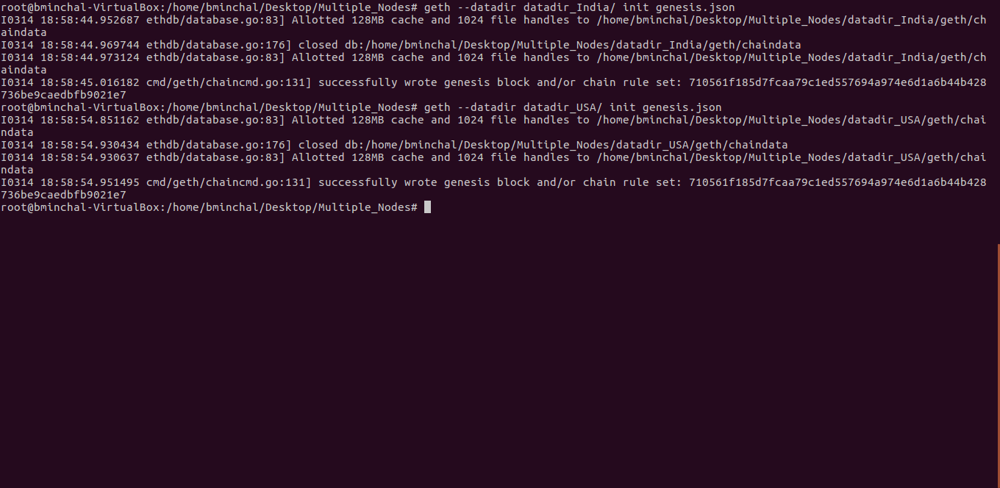 root@bminchal-VirtualBox:/home/bminchal/Desktop/Multiple_Nodes# geth --datadir datadir_India/ init genesis.json
I0314 18:58:44.952687 ethdb/database.go:83] Allotted 128MB cache and 1024 file handles to /home/bminchal/Desktop/Multiple_Nodes/datadir_India/geth/ch
aindata
I0314 18:58:44.969744 ethdb/database.go:176] closed db:/home/bminchal/Desktop/Multiple_Nodes/datadir_India/geth/chaindata
I0314 18:58:44.973124 ethdb/database.go:83] Allotted 128MB cache and 1024 file handles to /home/bminchal/Desktop/Multiple_Nodes/datadir_India/geth/ch
aindata
I0314 18:58:45.016182 cmd/geth/chaincmd.go:131] successfully wrote genesis block and/or chain rule set: 710561f185d7fcaa79c1ed557694a974e6d1a6b44b428
736be9caedbfb9021e7
root@bminchal-VirtualBox:/home/bminchal/Desktop/Multiple_Nodes# geth --datadir datadir_USA/ init genesis.json
I0314 18:58:54.851162 ethdb/database.go:83] Allotted 128MB cache and 1024 file handles to /home/bminchal/Desktop/Multiple_Nodes/datadir_USA/geth/chai
ndata
I0314 18:58:54.930434 ethdb/database.go:176] closed db:/home/bminchal/Desktop/Multiple_Nodes/datadir_USA/geth/chaindata
I0314 18:58:54.930637 ethdb/database.go:83] Allotted 128MB cache and 1024 file handles to /home/bminchal/Desktop/Multiple_Nodes/datadir_USA/geth/chai
ndata
I0314 18:58:54.951495 cmd/geth/chaincmd.go:131] successfully wrote genesis block and/or chain rule set: 710561f185d7fcaa79c1ed557694a974e6d1a6b44b428
736be9caedbfb9021e7
root@bminchal-VirtualBox:/home/bminchal/Desktop/Multiple_Nodes#